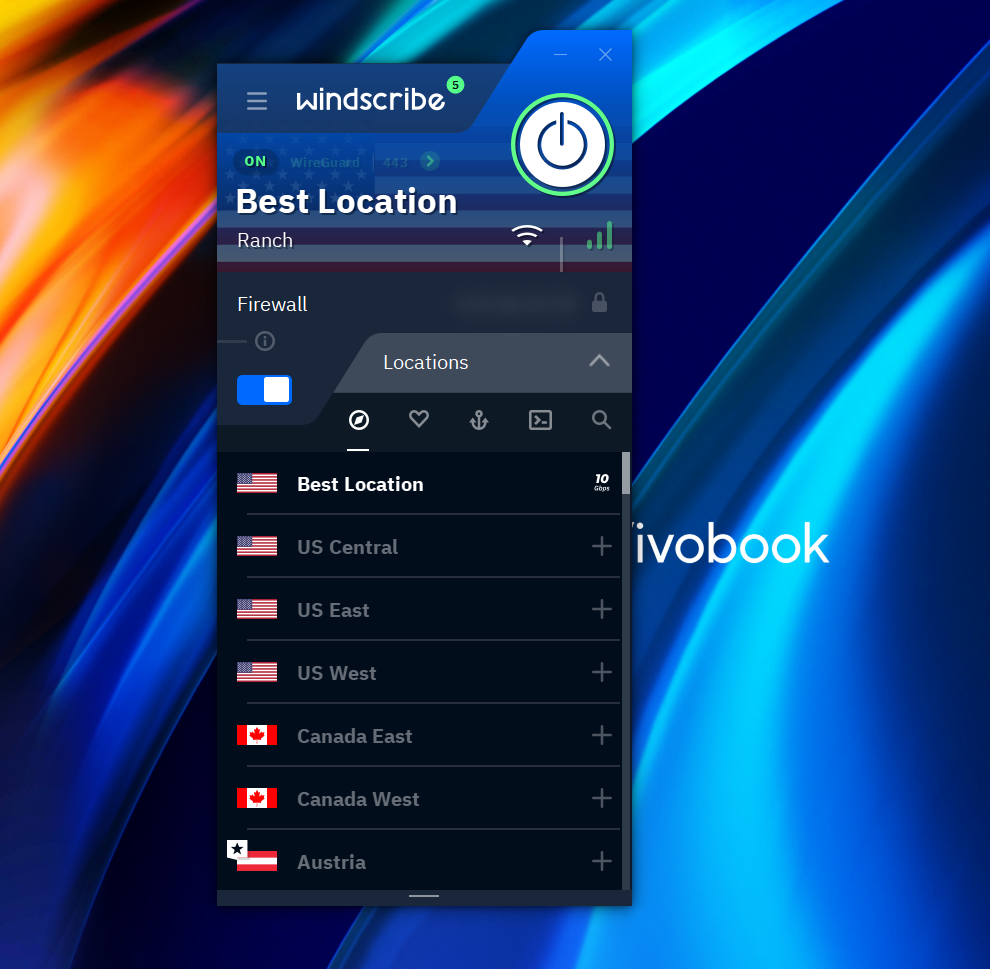 windscribe 5
ON WireGuard 443
Best Location
Ranch
Firewall
Locations
Best Location 10 Gbps
US Central
ivobook
US East
US West
Canada East
Canada West
Austria